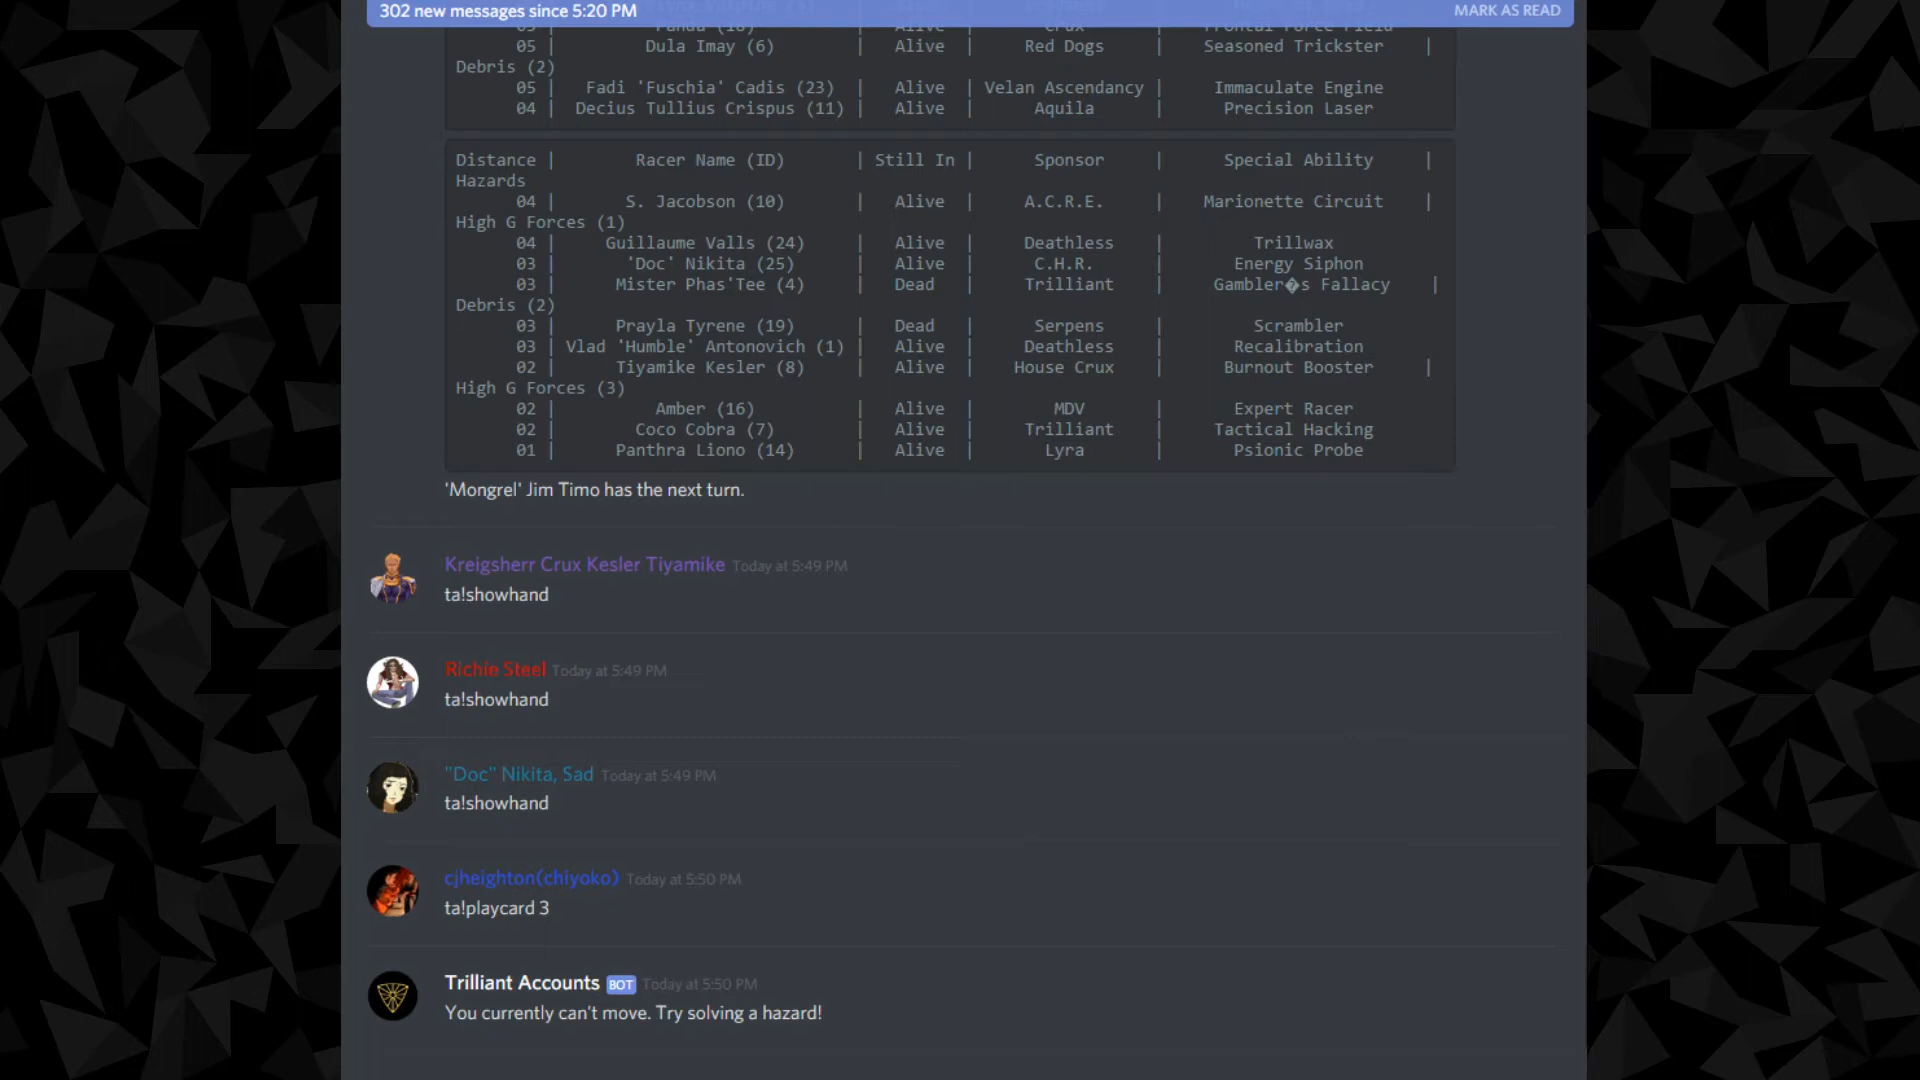 302 new messages since 5:20 PM MARK AS READ
05 | Dula Imay (6) | Alive | Red Dogs | Seasoned Trickster |
Debris (2)
05 | Fadi 'Fuschia' Cadis (23) | Alive | Velan Ascendancy | Immaculate Engine
04 | Decius Tullius Crispus (11) | Alive | Aquila | Precision Laser
Distance | Racer Name (ID) | Still In | Sponsor | Special Ability |
Hazards
04 | S. Jacobson (10) | Alive | A.C.R.E. | Marionette Circuit |
High G Forces (1)
04 | Guillaume Valls (24) | Alive | Deathless | Trillwax
03 | 'Doc' Nikita (25) | Alive | C.H.R. | Energy Siphon
03 | Mister Phas'Tee (4) | Dead | Trilliant | Gambler�s Fallacy |
Debris (2)
03 | Prayla Tyrene (19) | Dead | Serpens | Scrambler
03 | Vlad 'Humble' Antonovich (1) | Alive | Deathless | Recalibration
02 | Tiyamike Kesler (8) | Alive | House Crux | Burnout Booster |
High G Forces (3)
02 | Amber (16) | Alive | MDV | Expert Racer
02 | Coco Cobra (7) | Alive | Trilliant | Tactical Hacking
01 | Panthra Liono (14) | Alive | Lyra | Psionic Probe
'Mongrel' Jim Timo has the next turn.
Kreigsherr Crux Kesler Tiyamike Today at 5:49 PM
ta!showhand
Richie Steel Today at 5:49 PM
ta!showhand
"Doc" Nikita, Sad Today at 5:49 PM
ta!showhand
cjheighton(chiyoko) Today at 5:50 PM
ta!playcard 3
Trilliant Accounts BOT Today at 5:50 PM
You currently can't move. Try solving a hazard!